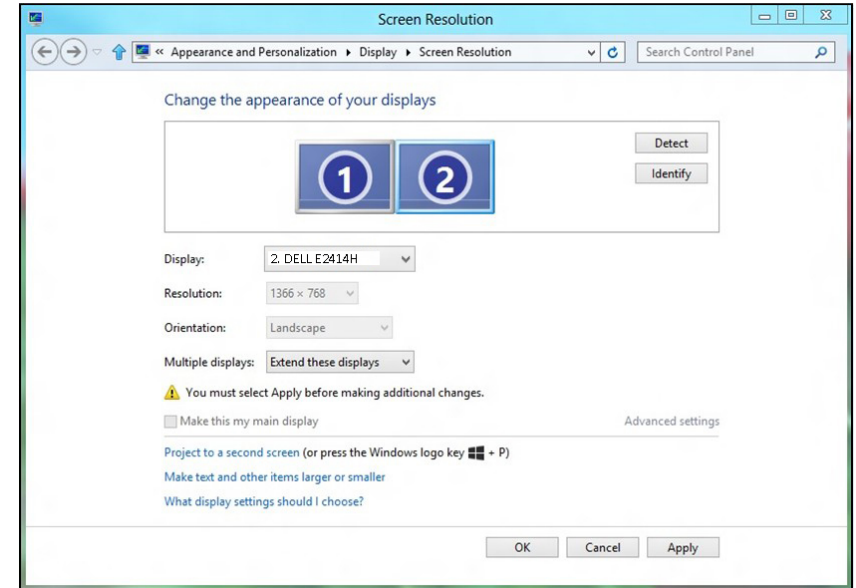 Screen Resolution
« Appearance and Personalization Display Screen Resolution
Search Control Panel
Change the appearance of your displays
1 2
Detect
Identify
Display: 2. DELL E2414H
Resolution: 1366 × 768
Orientation: Landscape
Multiple displays: Extend these displays
You must select Apply before making additional changes.
Make this my main display Advanced settings
Project to a second screen (or press the Windows logo key + P)
Make text and other items larger or smaller
What display settings should I choose?
OK Cancel Apply